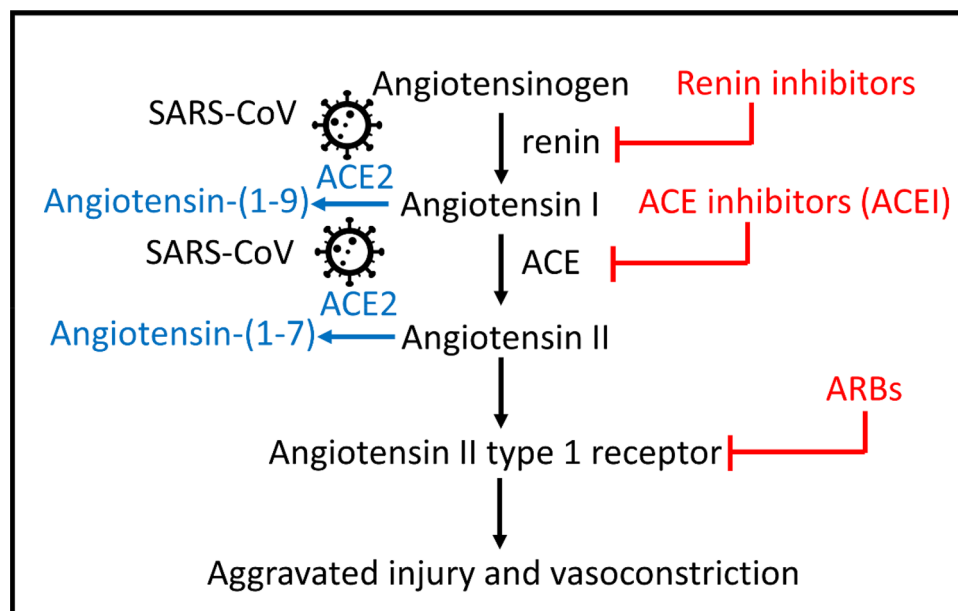 Angiotensinogen
Renin inhibitors
SARS-CoV
renin
ACE2
Angiotensin-(1-9)
Angiotensin I
ACE inhibitors (ACEI)
SARS-CoV
ACE
ACE2
Angiotensin-(1-7)
Angiotensin II
ARBs
Angiotensin II type 1 receptor
Aggravated injury and vasoconstriction